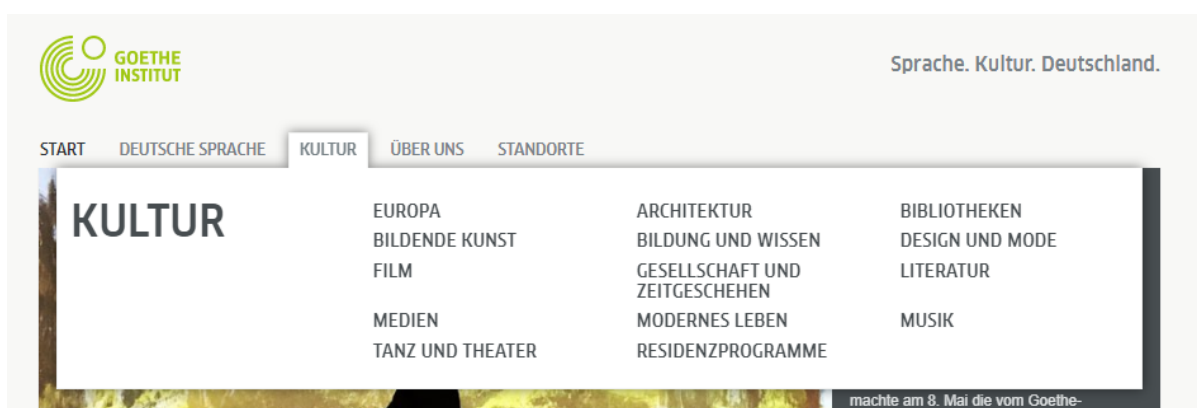 GOETHE
INSTITUT
Sprache. Kultur. Deutschland.
START DEUTSCHE SPRACHE KULTUR ÜBER UNS STANDORTE
KULTUR
EUROPA ARCHITEKTUR BIBLIOTHEKEN
BILDENDE KUNST BILDUNG UND WISSEN DESIGN UND MODE
FILM GESELLSCHAFT UND LITERATUR
ZEITGESCHEHEN
MEDIEN MODERNES LEBEN MUSIK
TANZ UND THEATER RESIDENZPROGRAMME
machte am 8. Mai die vom Goethe-